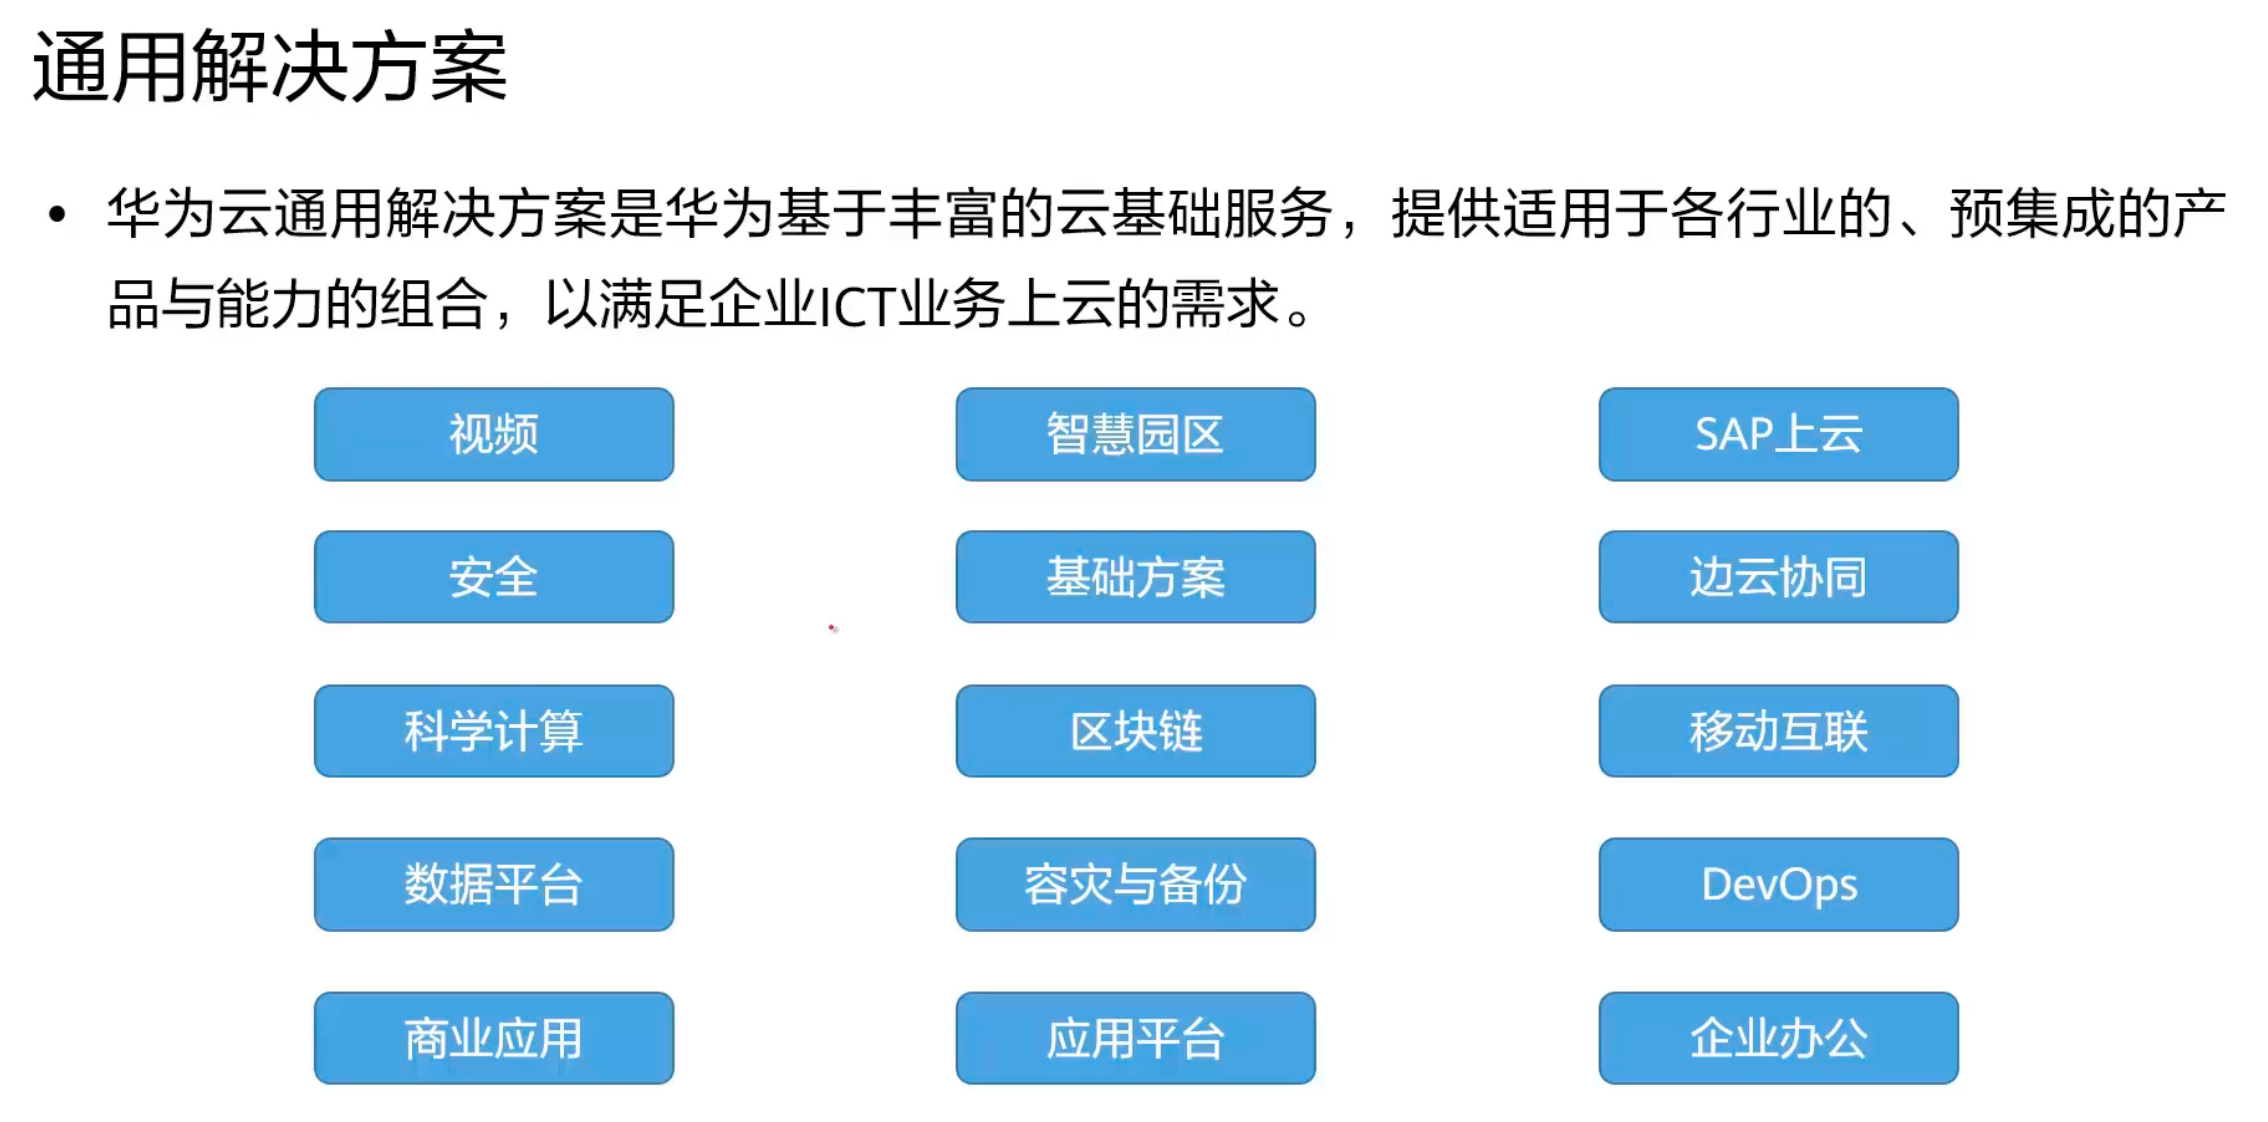 通用解决方案
• 华为云通用解决方案是华为基于丰富的云基础服务，提供适用于各行业的、预集成的产
品与能力的组合，以满足企业ICT业务上云的需求。
视频
智慧园区
SAP上云
安全
基础方案
边云协同
科学计算
区块链
移动互联
数据平台
容灾与备份
DevOps
商业应用
应用平台
企业办公